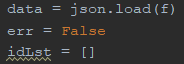 data = json.load(f)
err = False
idLst = []